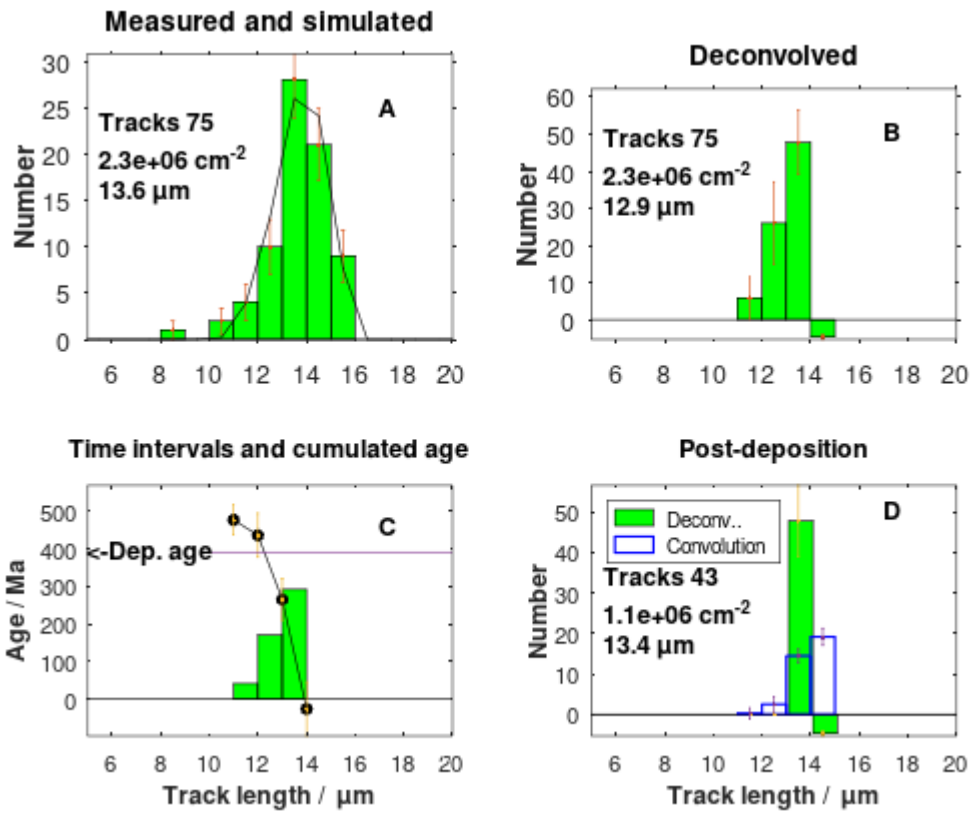 Measured and simulated
30
25
20
15
10
5
0
Number
Tracks 75
2.3e+06 cm-2
13.6 µm
A
6 8 10 12 14 16 18 20
Deconvolved
60
50
40
30
20
10
0
Number
Tracks 75
2.3e+06 cm-2
12.9 µm
B
6 8 10 12 14 16 18 20
Time intervals and cumulated age
500
400
300
200
100
0
Age / Ma
C
<-Dep. age
6 8 10 12 14 16 18 20
Track length / µm
Post-deposition
50
40
30
20
10
0
Number
Deconv..
Convolution
D
Tracks 43
1.1e+06 cm-2
13.4 µm
6 8 10 12 14 16 18 20
Track length / µm